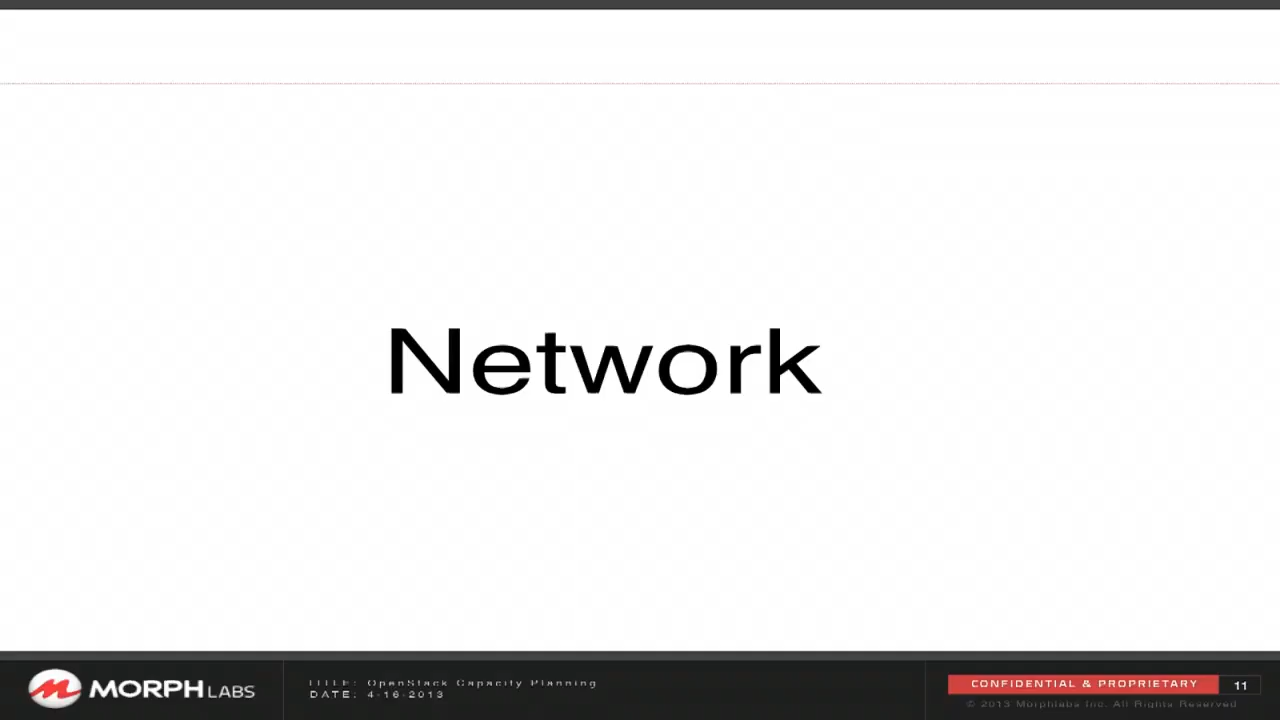 Network
MORPH LABS
TITLE: OpenStack Capacity Planning
DATE: 4-16-2013
CONFIDENTIAL & PROPRIETARY
11
© 2013 Morphlabs Inc. All Rights Reserved